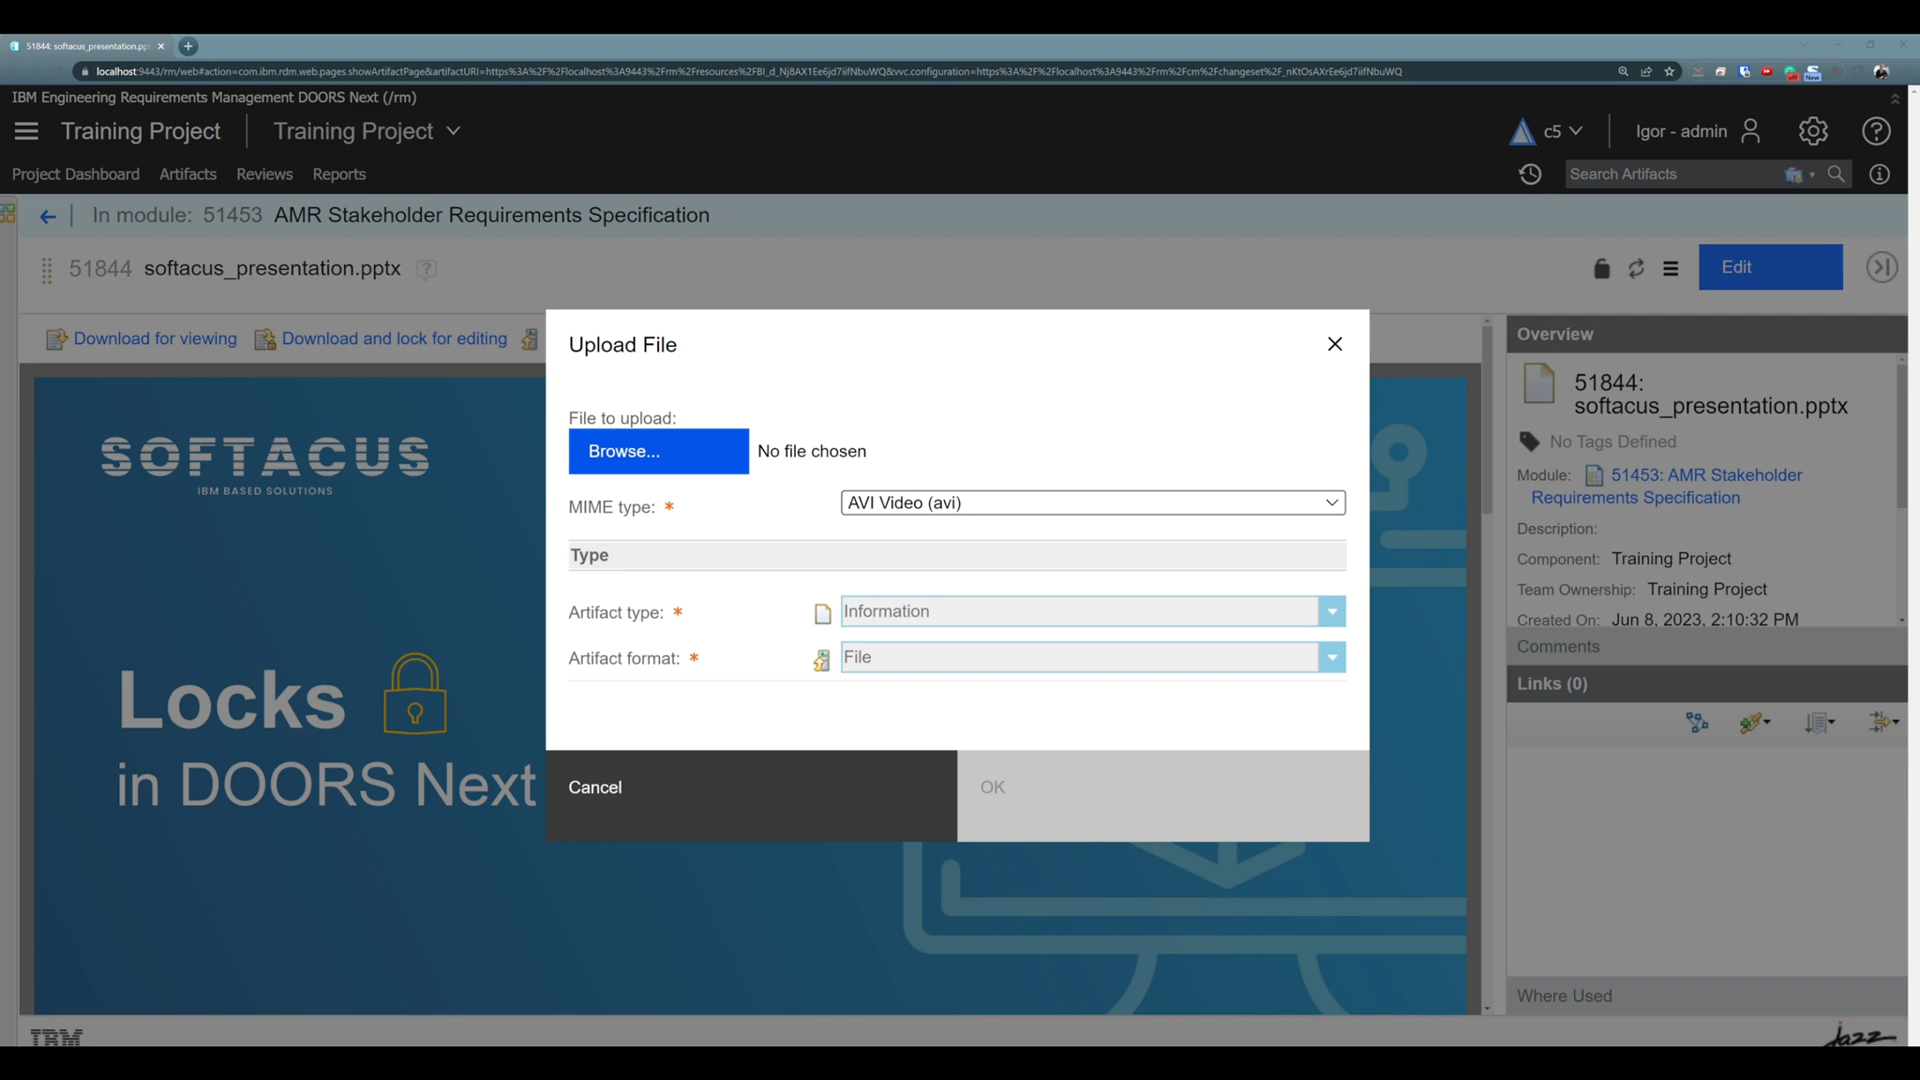 51844: softacus_presentation.pp
localhost:9443/rm/web#action=com.ibm.rdm.web.pages.showArtifactPage&artifactURI=https%3A%2F%2Flocalhost%3A9443%2Frm%2Fresources%2FBI_d_Nj8AX1Ee6jd7iifNbuWQ&vvc.configuration=https%3A%2F%2Flocalhost%3A9443%2Frm%2Fcm%2Fchangeset%2F_nKtOsAXrEe6jd7iifNbuWQ
off
New
IBM Engineering Requirements Management DOORS Next (/rm)
Training Project
Training Project
c5
Igor - admin
Project Dashboard
Artifacts
Reviews
Reports
Search Artifacts
In module: 51453 AMR Stakeholder Requirements Specification
51844 softacus_presentation.pptx
Edit
Download for viewing
Download and lock for editing
SOFTACUS
IBM BASED SOLUTIONS
Locks
in DOORS Next
Upload File
File to upload:
Browse...
No file chosen
MIME type: *
AVI Video (avi)
Type
Artifact type: *
Information
Artifact format: *
File
Cancel
OK
Overview
51844:
softacus_presentation.pptx
No Tags Defined
Module: 51453: AMR Stakeholder
Requirements Specification
Description:
Component: Training Project
Team Ownership: Training Project
Created On: Jun 8, 2023, 2:10:32 PM
Comments
Links (0)
Where Used
IBM
jazz